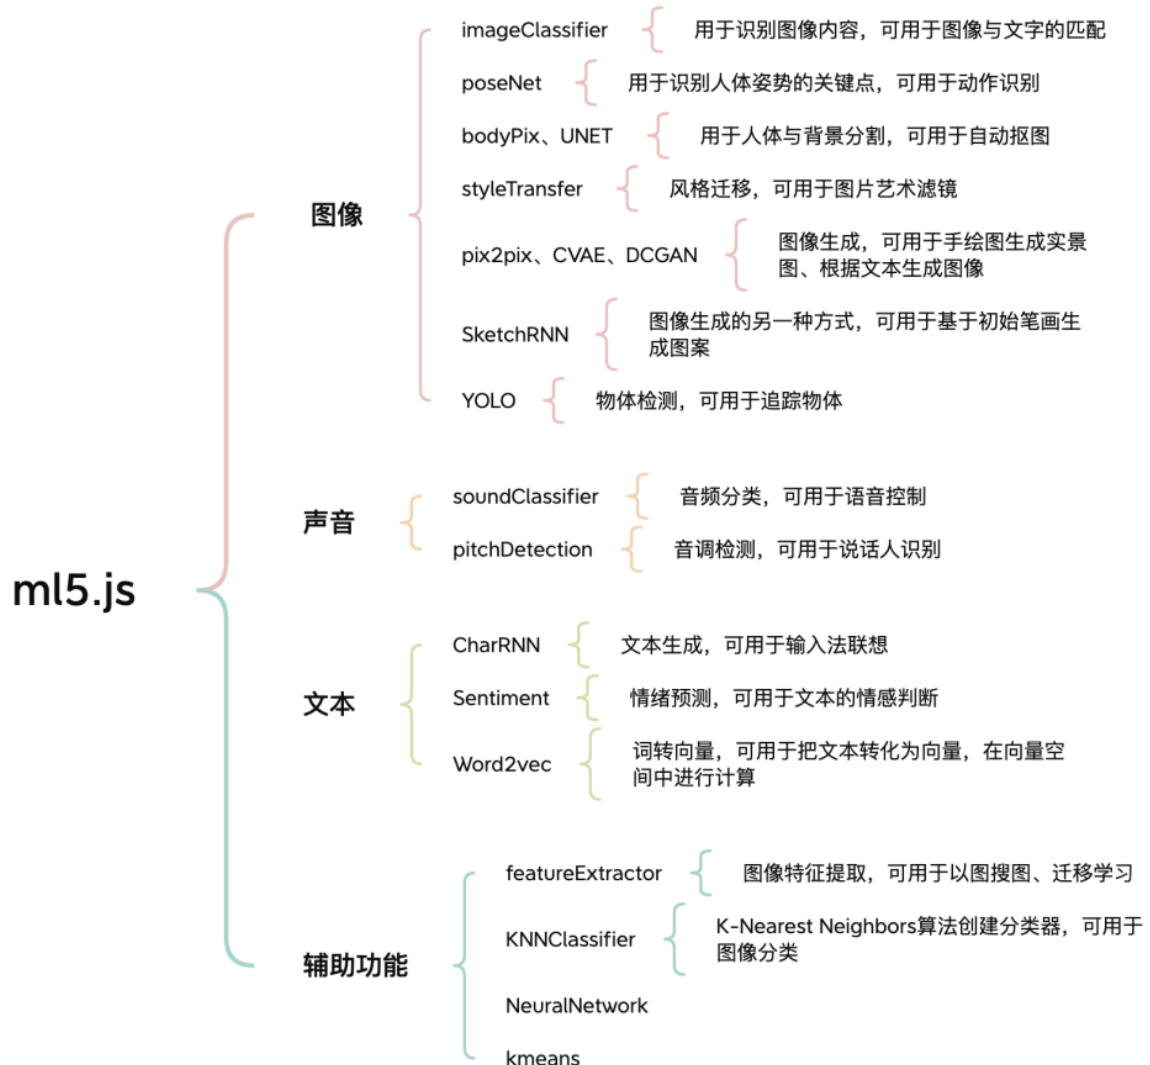 imageClassifier
用于识别图像内容，可用于图像与文字的匹配
poseNet
用于识别人体姿势的关键点，可用于动作识别
bodyPix、UNET
用于人体与背景分割，可用于自动抠图
styleTransfer
风格迁移，可用于图片艺术滤镜
图像
pix2pix、CVAE、DCGAN
图像生成，可用于手绘图生成实景
图、根据文本生成图像
SketchRNN
图像生成的另一种方式，可用于基于初始笔画生
成图案
YOLO
物体检测，可用于追踪物体
声音
soundClassifier
音频分类，可用于语音控制
pitchDetection
音调检测，可用于说话人识别
ml5.js
文本
CharRNN
文本生成，可用于输入法联想
Sentiment
情绪预测，可用于文本的情感判断
Word2vec
词转向量，可用于把文本转化为向量，在向量空
间中进行计算
辅助功能
featureExtractor
图像特征提取，可用于以图搜图、迁移学习
KNNClassifier
K-Nearest Neighbors算法创建分类器，可用于
图像分类
NeuralNetwork
kmeans